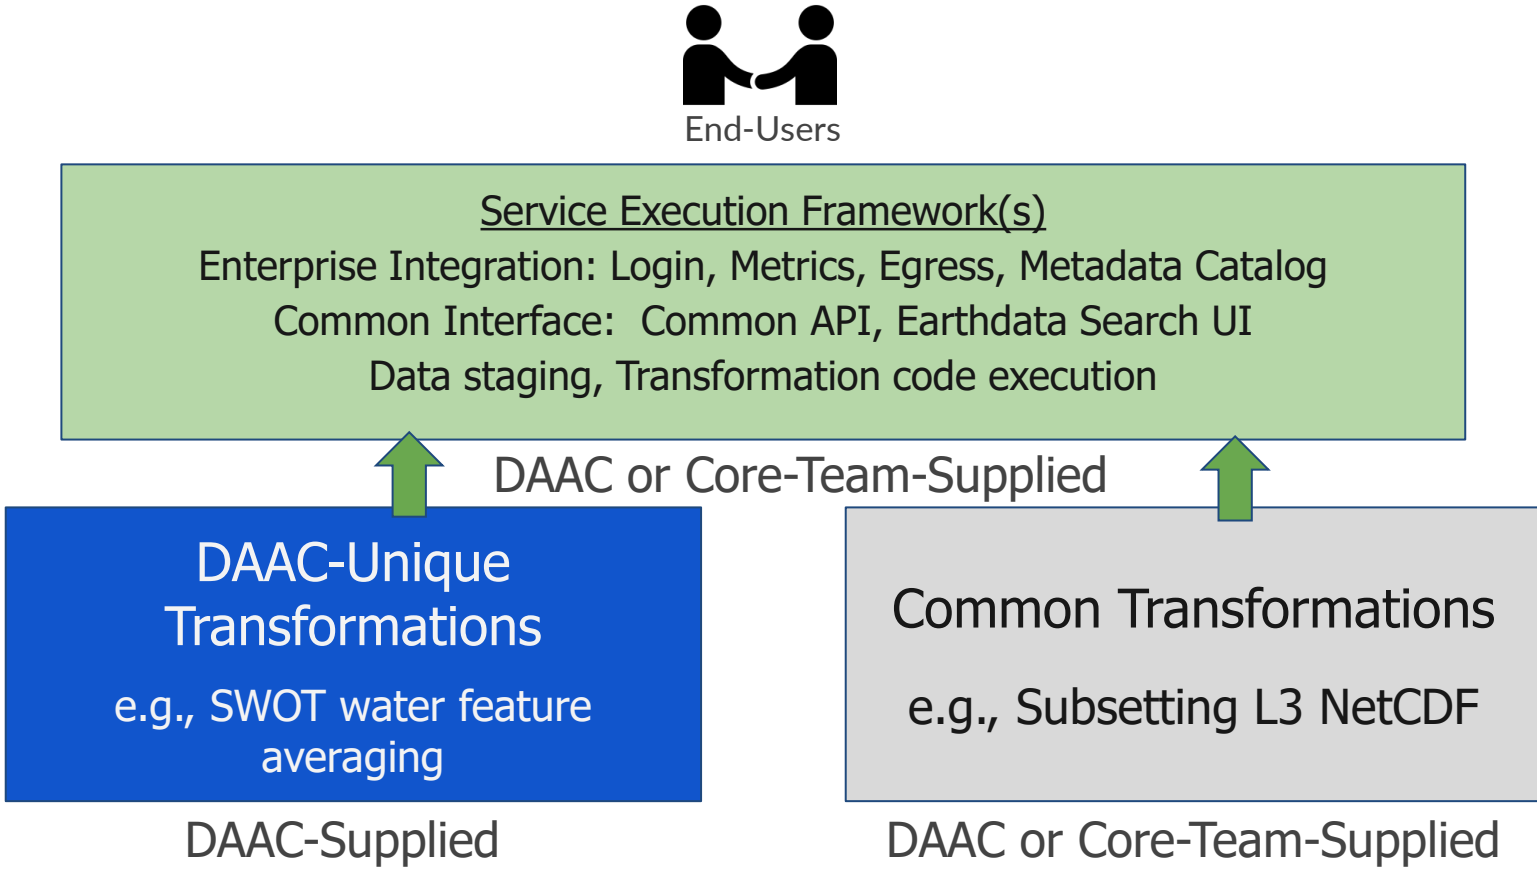 End-Users
Service Execution Framework(s)
Enterprise Integration: Login, Metrics, Egress, Metadata Catalog
Common Interface:  Common API, Earthdata Search UI
Data staging, Transformation code execution
DAAC or Core-Team-Supplied
DAAC-Unique
Transformations
e.g., SWOT water feature
averaging
DAAC-Supplied
Common Transformations
e.g., Subsetting L3 NetCDF
DAAC or Core-Team-Supplied